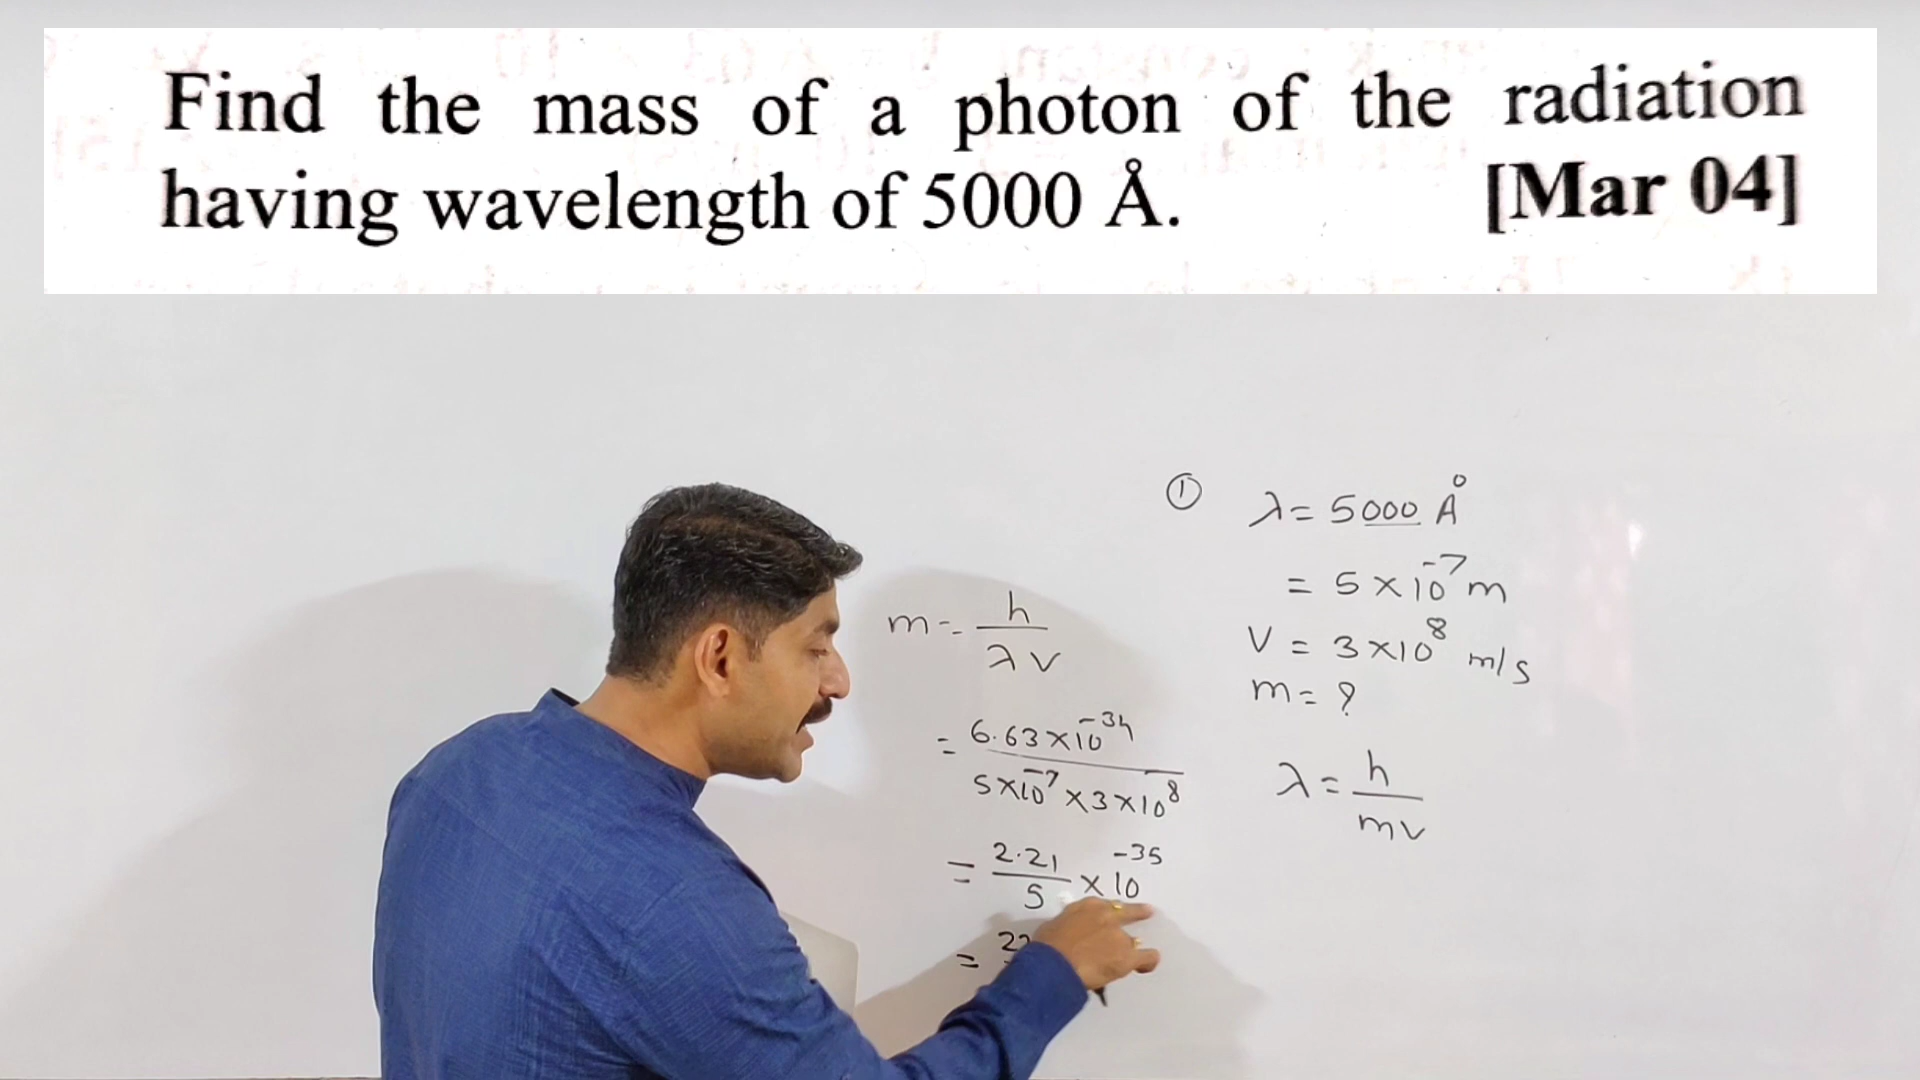 Find the mass of a photon of the radiation
having wavelength of 5000 Å. [Mar 04]
① λ = 5000 Å
= 5 × 10⁻⁷ m
V = 3 × 10⁸ m/s
m = ?
λ = h / mv
m = h / λv
= 6.63 × 10⁻³⁴ / 5 × 10⁻⁷ × 3 × 10⁸
= 2.21 / 5 × 10⁻³⁵
=